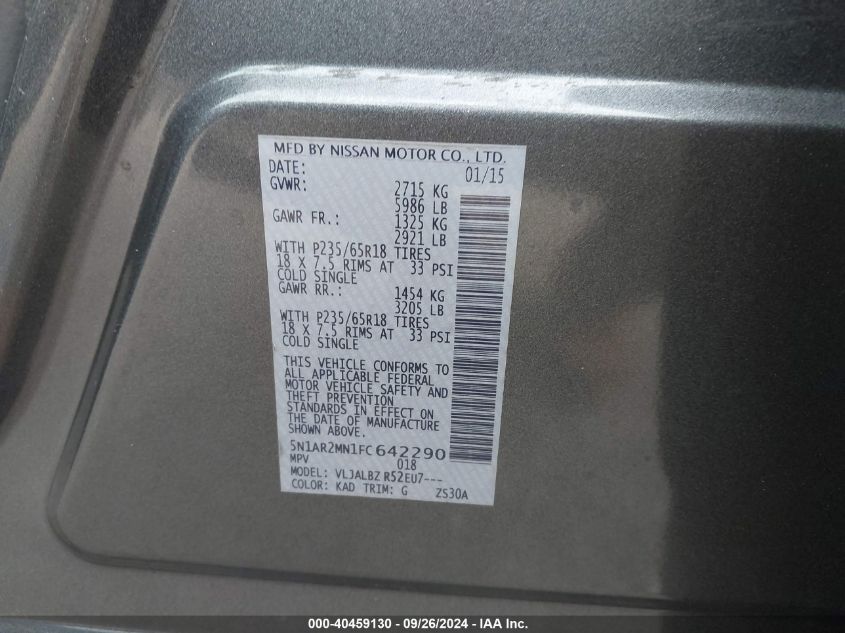 MFD BY NISSAN MOTOR CO., LTD.
DATE: 01/15
GVWR: 2715 KG
5986 LB
GAWR FR.: 1325 KG
2921 LB
WITH P235/65R18 TIRES
18 X 7.5 RIMS AT 33 PSI
COLD SINGLE
GAWR RR.: 1454 KG
3205 LB
WITH P235/65R18 TIRES
18 X 7.5 RIMS AT 33 PSI
COLD SINGLE
THIS VEHICLE CONFORMS TO
ALL APPLICABLE FEDERAL
MOTOR VEHICLE SAFETY AND
THEFT PREVENTION
STANDARDS IN EFFECT ON
THE DATE OF MANUFACTURE
SHOWN ABOVE.
5N1AR2MN1FC642290
MPV 018
MODEL: VLJALBZ R52EU7---
COLOR: KAD TRIM: G ZS30A
000-40459130 - 09/26/2024 - IAA Inc.